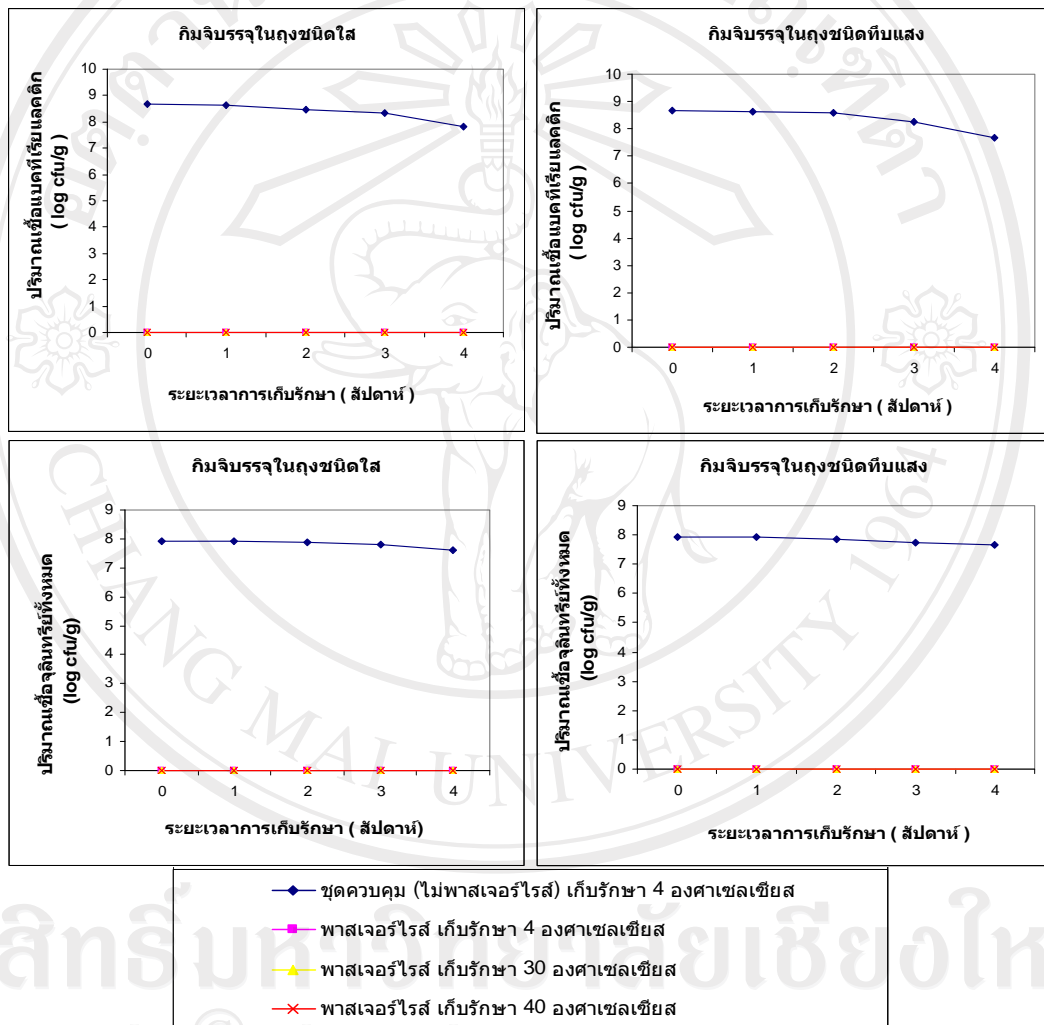 กิมจิบรรจุในถุงชนิดใส
ปริมาณเชื้อแบคทีเรียแลคติก
( log cfu/g )
10
9
8
7
6
5
4
3
2
1
0
0 1 2 3 4
ระยะเวลาการเก็บรักษา ( สัปดาห์ )
กิมจิบรรจุในถุงชนิดทึบแสง
ปริมาณเชื้อแบคทีเรียแลคติก
( log cfu/g )
10
9
8
7
6
5
4
3
2
1
0
0 1 2 3 4
ระยะเวลาการเก็บรักษา ( สัปดาห์ )
กิมจิบรรจุในถุงชนิดใส
ปริมาณเชื้อจุลินทรีย์ทั้งหมด
(log cfu/g)
9
8
7
6
5
4
3
2
1
0
0 1 2 3 4
ระยะเวลาการเก็บรักษา ( สัปดาห์)
กิมจิบรรจุในถุงชนิดทึบแสง
ปริมาณเชื้อจุลินทรีย์ทั้งหมด
(log cfu/g)
9
8
7
6
5
4
3
2
1
0
0 1 2 3 4
ระยะเวลาการเก็บรักษา ( สัปดาห์ )
ชุดควบคุม (ไม่พาสเจอร์ไรส์) เก็บรักษา 4 องศาเซลเซียส
พาสเจอร์ไรส์ เก็บรักษา 4 องศาเซลเซียส
พาสเจอร์ไรส์ เก็บรักษา 30 องศาเซลเซียส
พาสเจอร์ไรส์ เก็บรักษา 40 องศาเซลเซียส
CHIANG MAI UNIVERSITY 1964
สิทธิ์มหาวิทยาลัยเชียงให